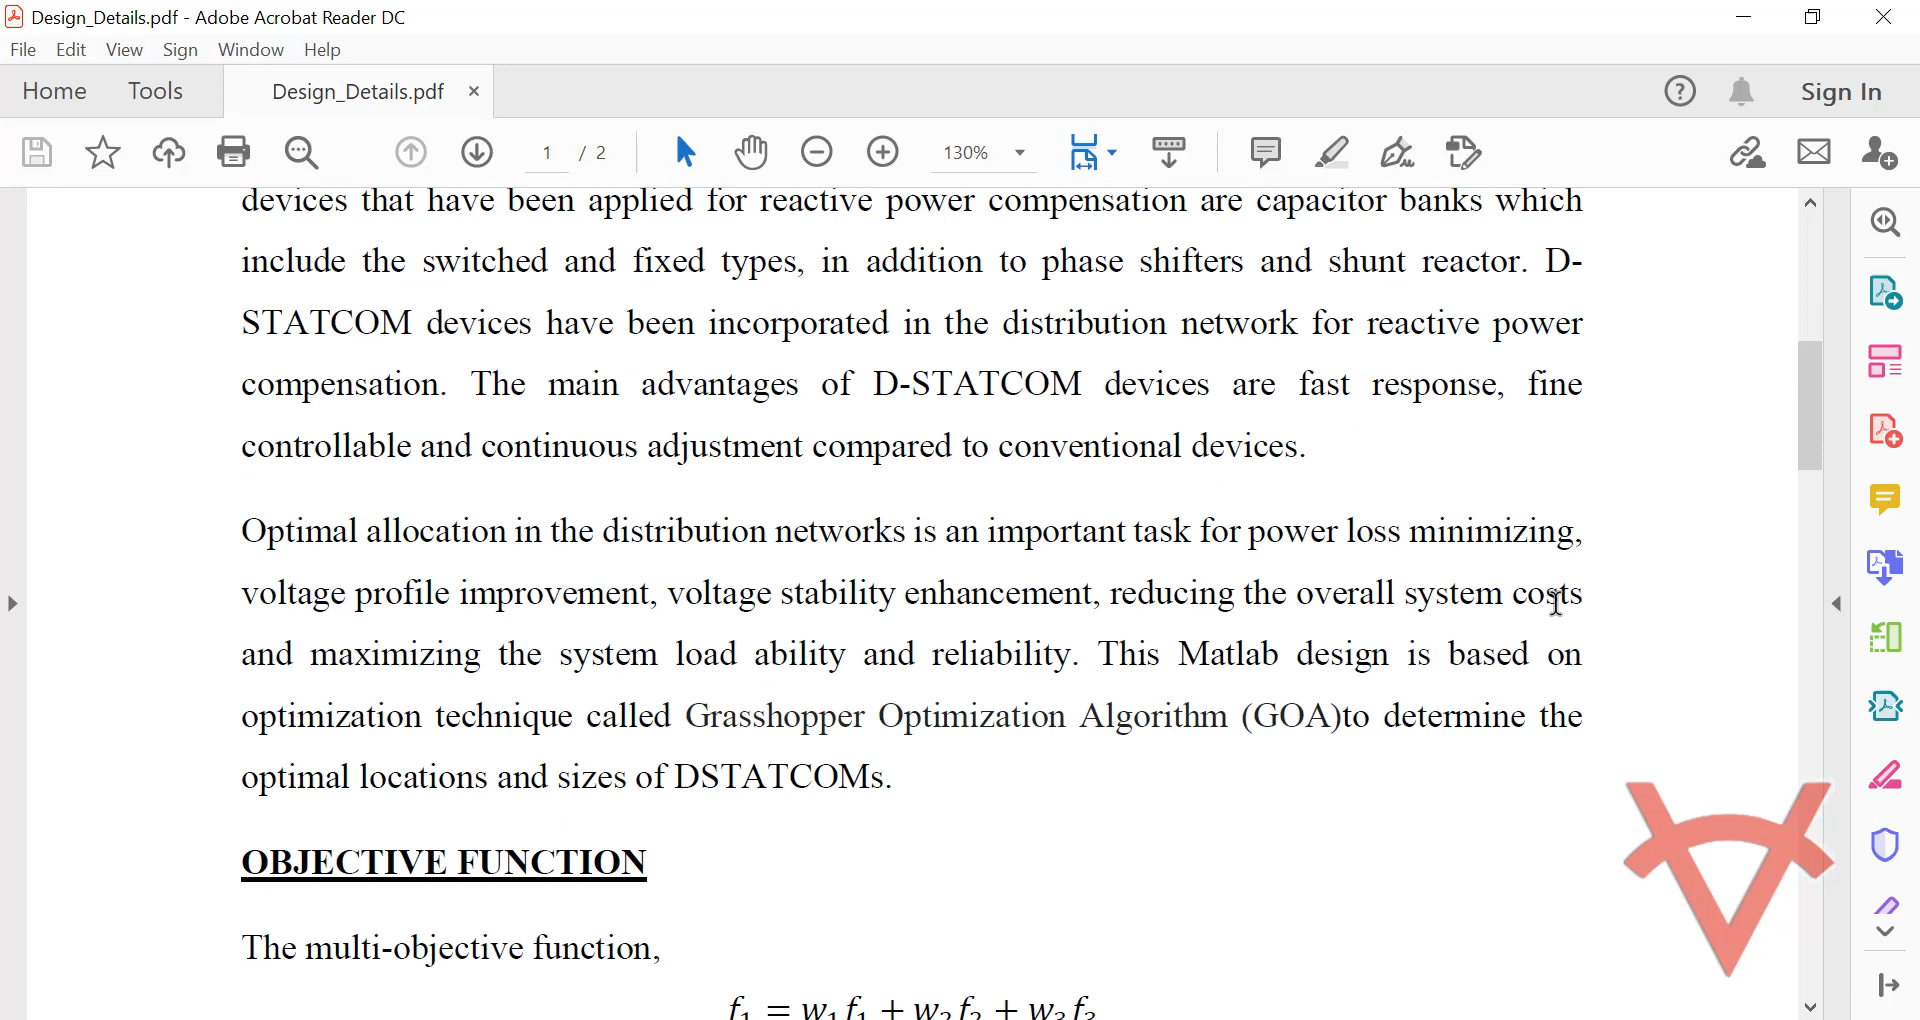 Design_Details.pdf - Adobe Acrobat Reader DC
File Edit View Sign Window Help
Home Tools Design_Details.pdf × Sign In
1 / 2 130%
devices that have been applied for reactive power compensation are capacitor banks which
include the switched and fixed types, in addition to phase shifters and shunt reactor. D-
STATCOM devices have been incorporated in the distribution network for reactive power
compensation. The main advantages of D-STATCOM devices are fast response, fine
controllable and continuous adjustment compared to conventional devices.
Optimal allocation in the distribution networks is an important task for power loss minimizing,
voltage profile improvement, voltage stability enhancement, reducing the overall system costs
and maximizing the system load ability and reliability. This Matlab design is based on
optimization technique called Grasshopper Optimization Algorithm (GOA)to determine the
optimal locations and sizes of DSTATCOMs.
OBJECTIVE FUNCTION
The multi-objective function,
f₁ = w₁f₁ + w₂f₂ + w₃f₃